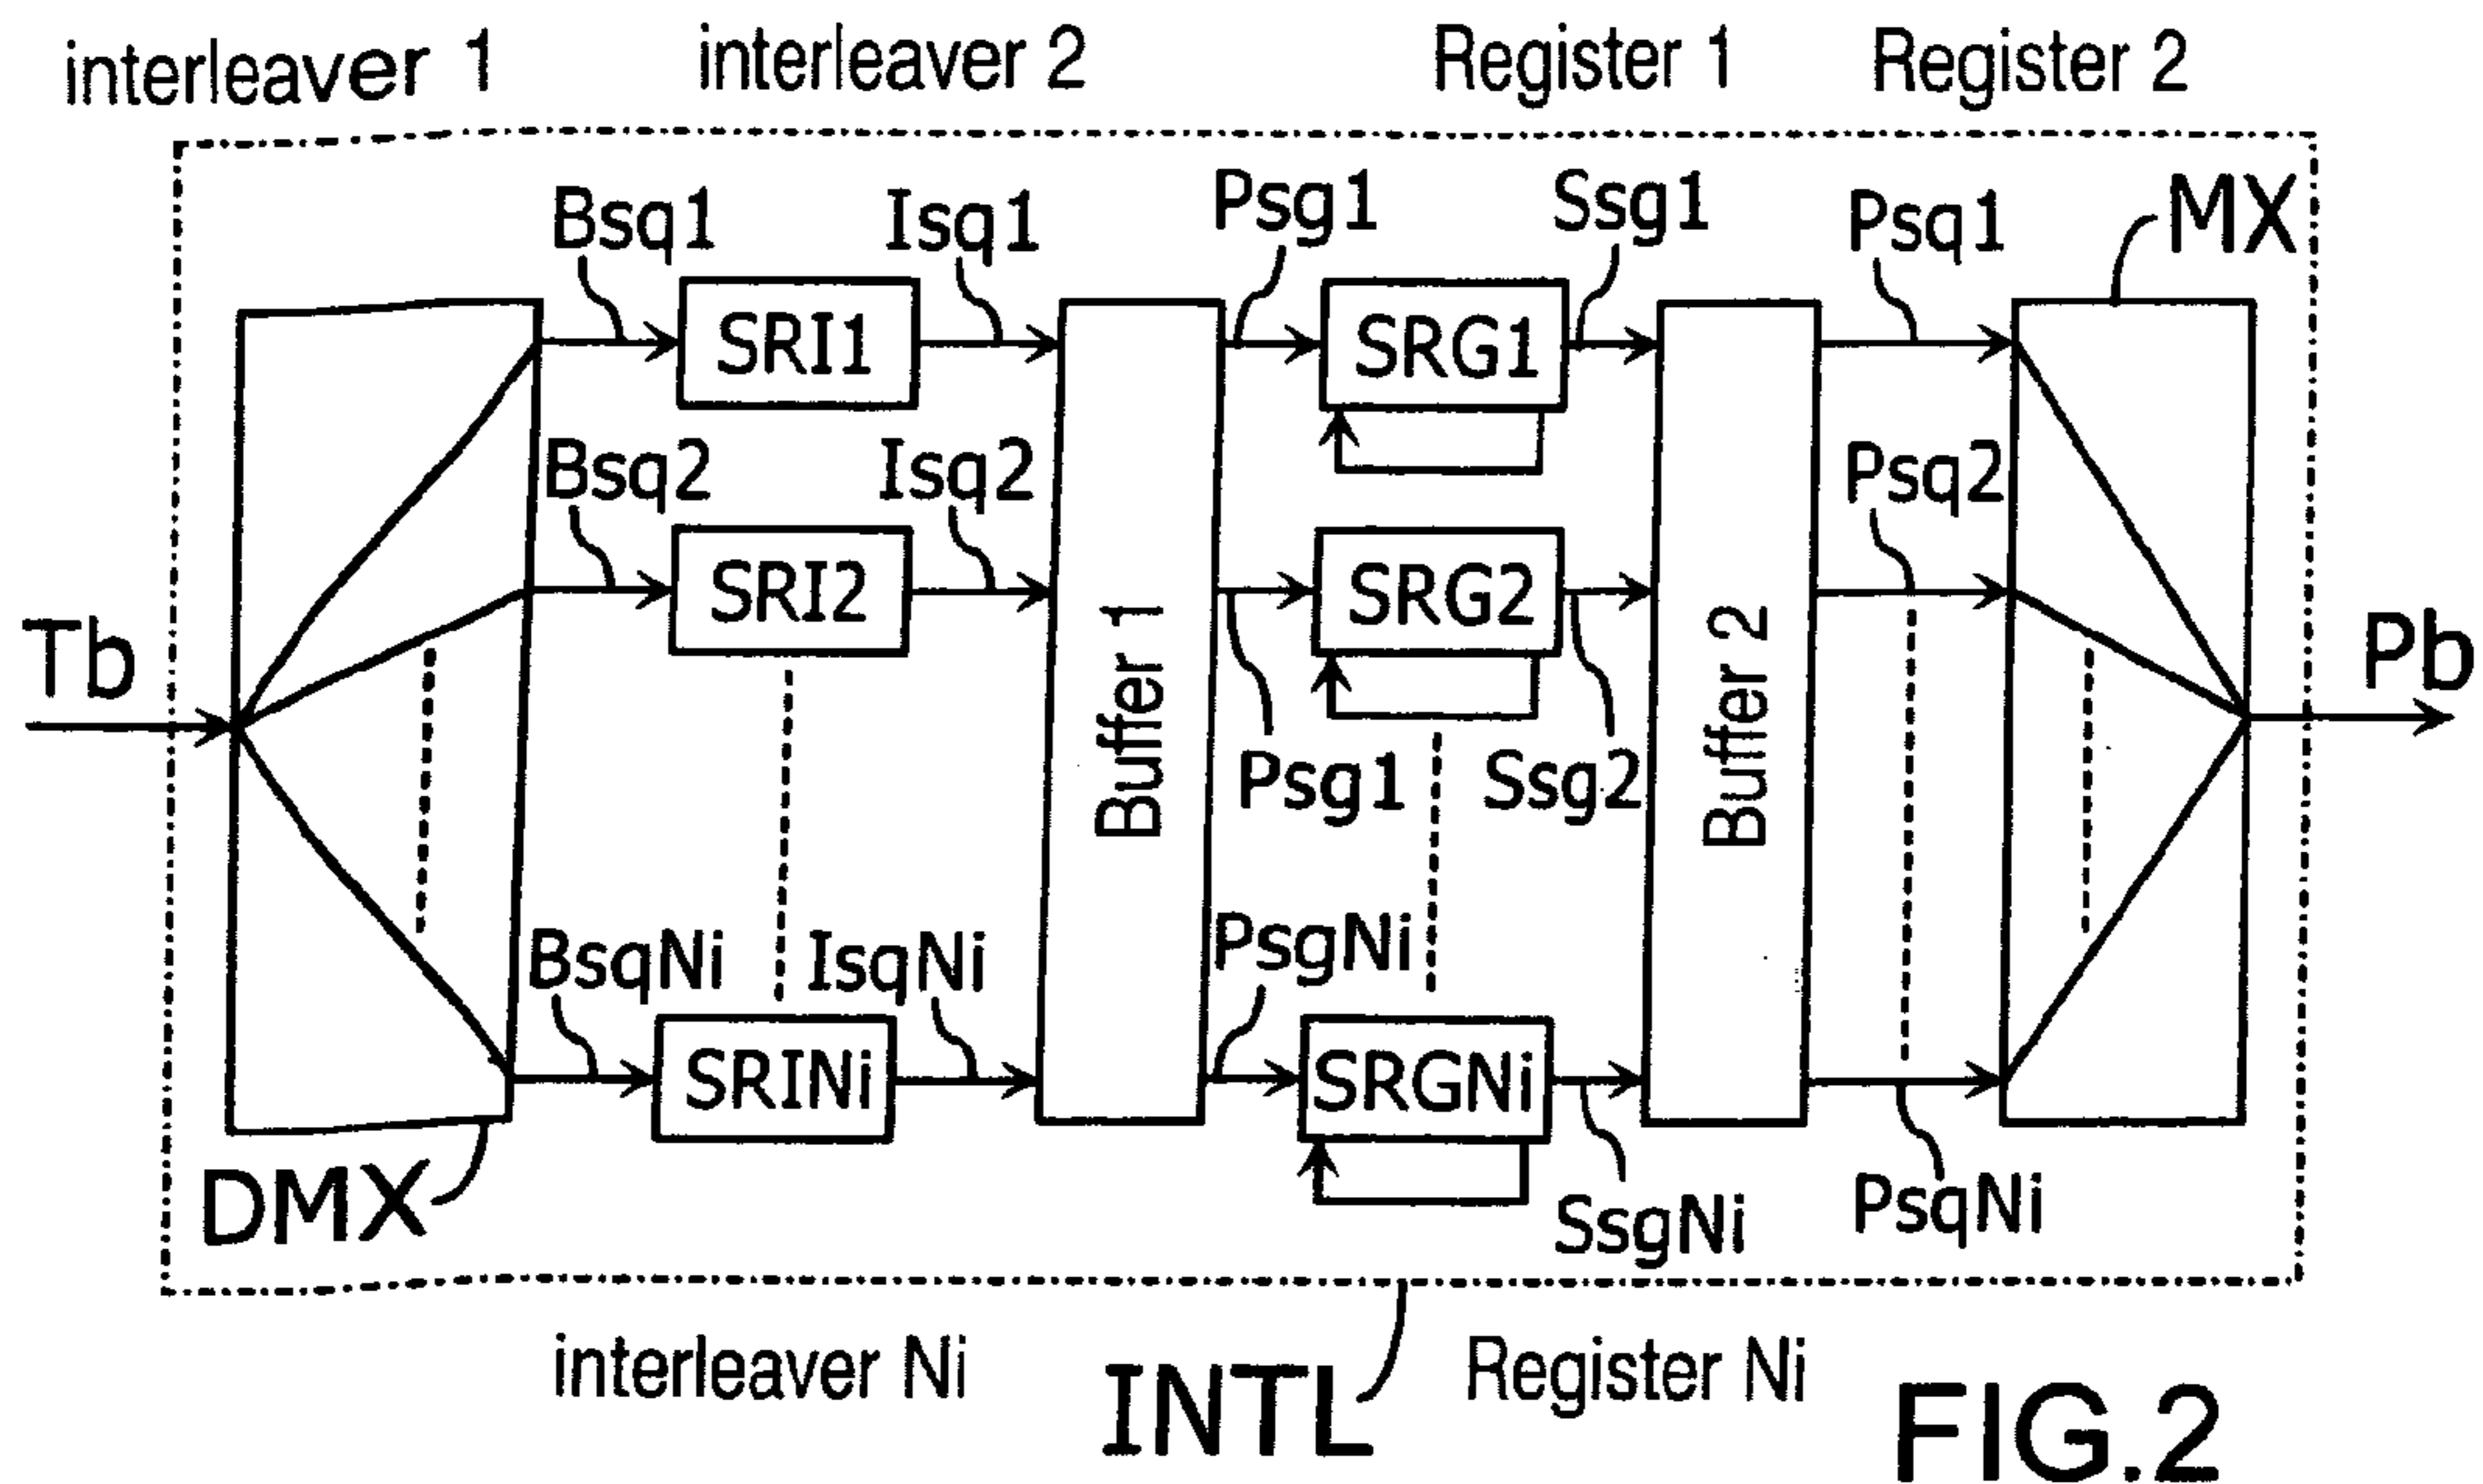 interleaver 1 interleaver 2 Register 1 Register 2
Bsq1 Isq1 Psg1 Ssg1 Psq1 MX
SRI1 SRG1
Bsq2 Isq2 Psq2
SRI2 SRG2
Tb Buffer 1 Buffer 2 Pb
Psg1 Ssg2
BsqNi IsqNi PsgNi
SRINi SRGNi
DMX SsgNi PsqNi
interleaver Ni INTL Register Ni
FIG.2